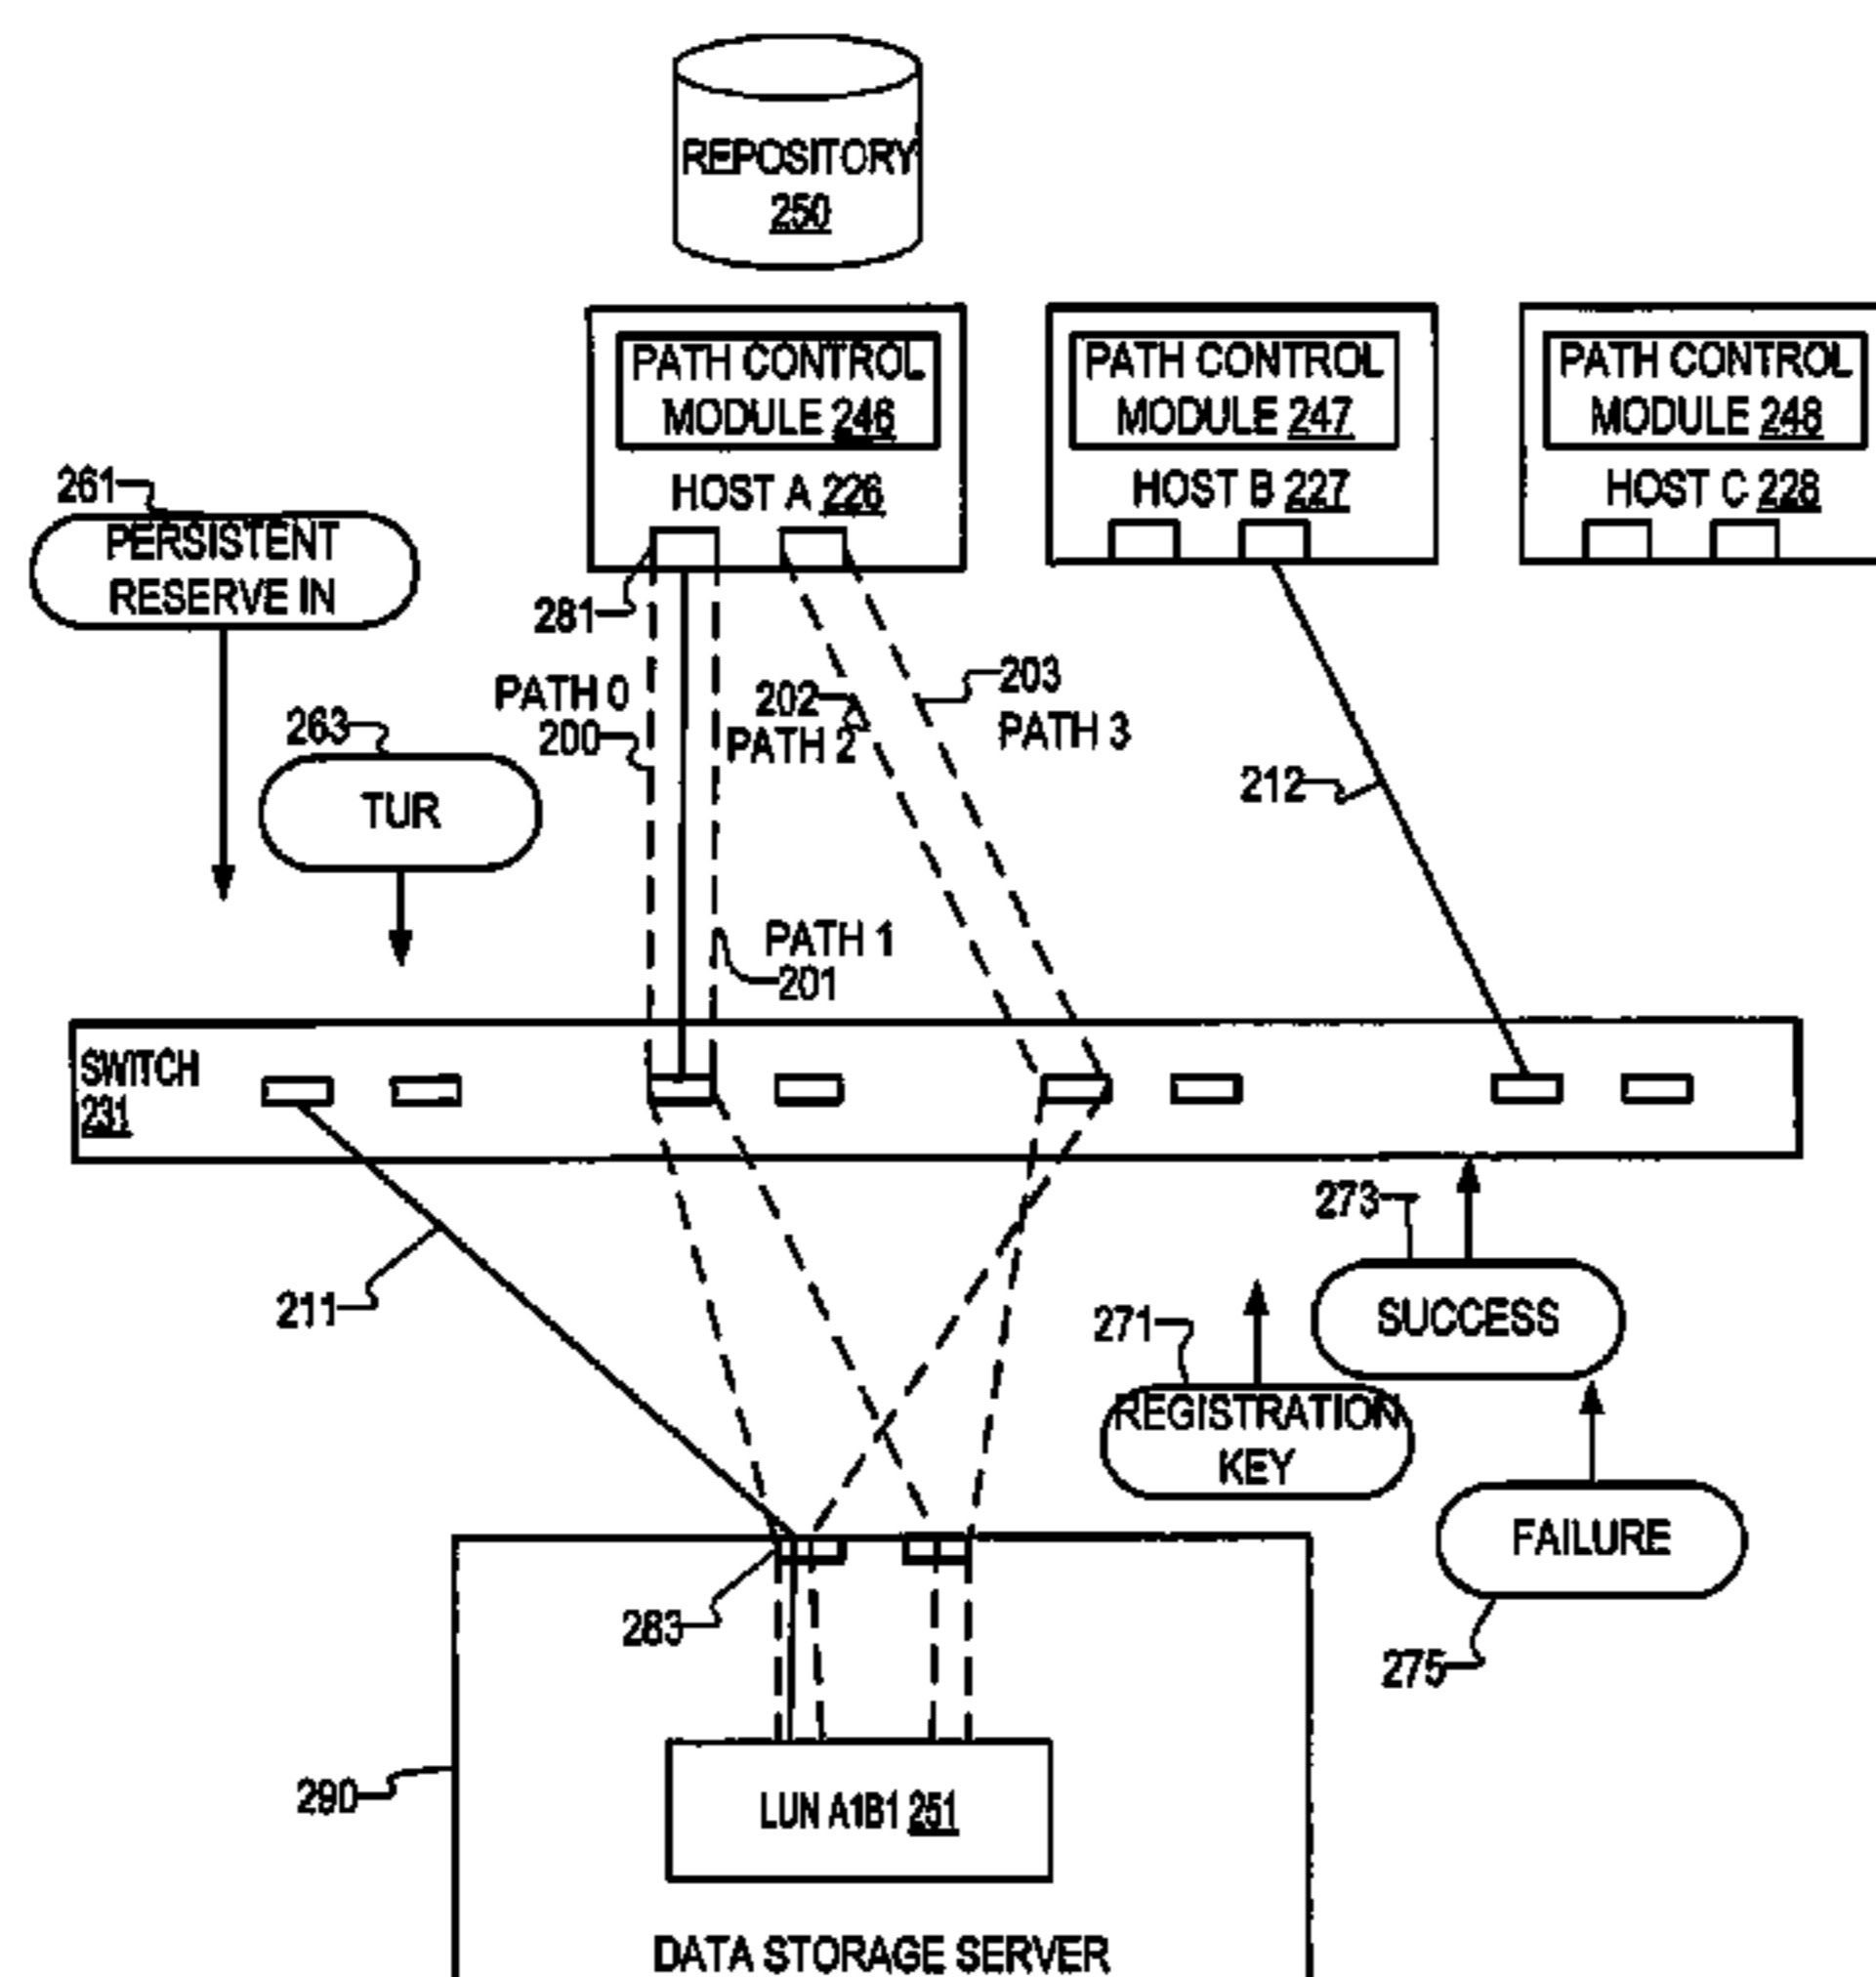 REPOSITORY
250
PATH CONTROL
MODULE 246
HOST A 226
PATH CONTROL
MODULE 247
HOST B 227
PATH CONTROL
MODULE 248
HOST C 228
261
PERSISTENT
RESERVE IN
281
263
TUR
PATH 0
200
202
PATH 2
203
PATH 3
212
PATH 1
201
SWITCH
231
211
273
SUCCESS
271
REGISTRATION
KEY
FAILURE
275
283
290
LUN A1B1 251
DATA STORAGE SERVER